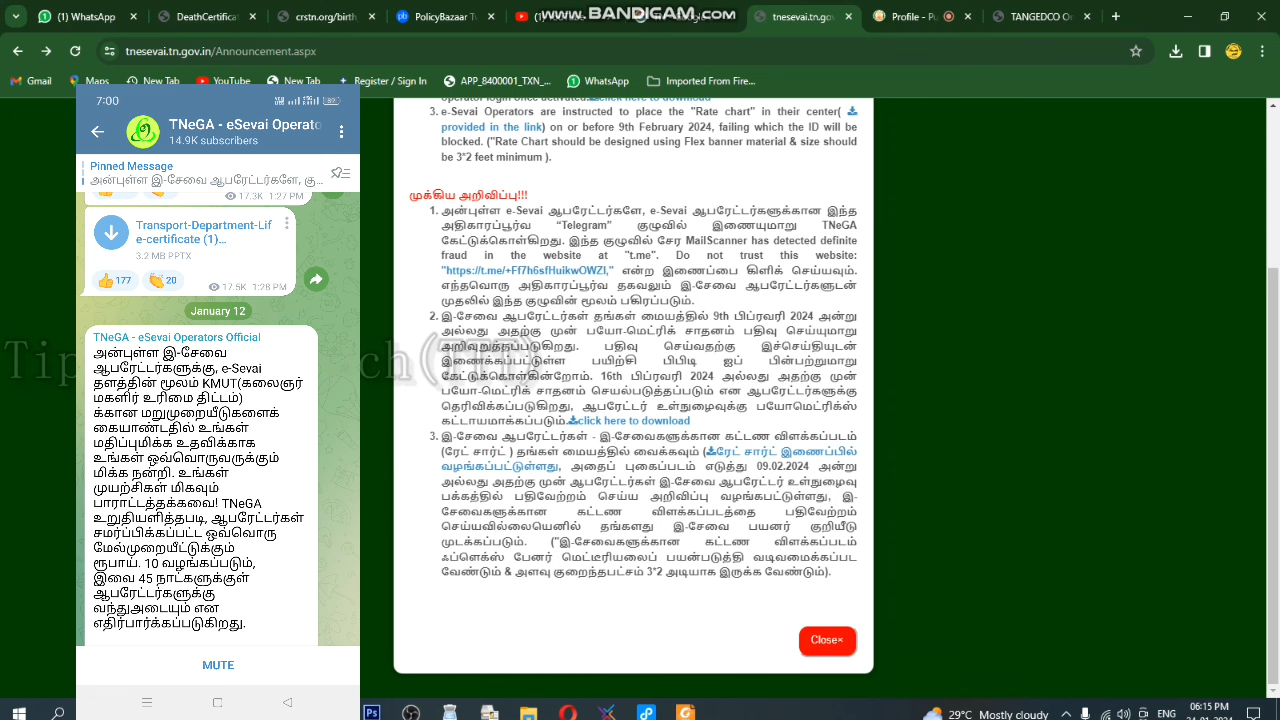 (1) WhatsApp
DeathCertificate
crstn.org/birth
PolicyBazaar
www.BANDICAM.com
tnesevai.tn.gov
Profile - Pu
TANGEDCO On
tnesevai.tn.gov.in/Announcement.aspx
Gmail
YouTube
Maps
News
YouTube
Register / Sign In
APP_8400001_TXN_...
WhatsApp
Imported From Fire...
7:00
TNeGA - eSevai Operato
14.9K subscribers
Pinned Message
அன்புள்ள இ-சேவை ஆபரேட்டர்களே, கு...
17.3K 1:27 PM
Transport-Department-Lif
e-certificate (1)...
3.2 MB PPTX
177
20
17.5K 1:28 PM
January 12
TNeGA - eSevai Operators Official
அன்புள்ள இ-சேவை
ஆபரேட்டர்களுக்கு, e-Sevai
தளத்தின் மூலம் KMUT(கலைஞர்
மகளிர் உரிமை திட்டம்)
க்கான மறுமுறையீடுகளைக்
கையாண்டதில் உங்கள்
மதிப்புமிக்க உதவிக்காக
உங்கள் ஒவ்வொருவருக்கும்
மிக்க நன்றி. உங்கள்
முயற்சிகள் மிகவும்
பாராட்டத்தக்கவை! TNeGA
உறுதியளித்தபடி, ஆபரேட்டர்கள்
சமர்ப்பிக்கப்பட்ட ஒவ்வொரு
மேல்முறையீட்டுக்கும்
ரூபாய். 10 வழங்கப்படும்,
இவை 45 நாட்களுக்குள்
ஆபரேட்டர்களுக்கு
வந்துஅடையும் என
எதிர்பார்க்கப்படுகிறது.
MUTE
operator login once activated. click here to download
3. e-Sevai Operators are instructed to place the "Rate chart" in their center(
provided in the link) on or before 9th February 2024, failing which the ID will be
blocked. ("Rate Chart should be designed using Flex banner material & size should
be 3*2 feet minimum ).
முக்கிய அறிவிப்பு!!!
1. அன்புள்ள e-Sevai ஆபரேட்டர்களே, e-Sevai ஆபரேட்டர்களுக்கான இந்த
அதிகாரப்பூர்வ “Telegram” குழுவில் இணையுமாறு TNeGA
கேட்டுக்கொள்கிறது. இந்த குழுவில் சேர MailScanner has detected definite
fraud in the website at "t.me". Do not trust this website:
"https://t.me/+Ff7h6sfHuikwOWZl," என்ற இணைப்பை கிளிக் செய்யவும்.
எந்தவொரு அதிகாரப்பூர்வ தகவலும் இ-சேவை ஆபரேட்டர்களுடன்
முதலில் இந்த குழுவின் மூலம் பகிரப்படும்.
2. இ-சேவை ஆபரேட்டர்கள் தங்கள் மையத்தில் 9th பிப்ரவரி 2024 அன்று
அல்லது அதற்கு முன் பயோ-மெட்ரிக் சாதனம் பதிவு செய்யுமாறு
அறிவுறுத்தப்படுகிறது. பதிவு செய்வதற்கு இச்செய்தியுடன்
இணைக்கப்பட்டுள்ள பயிற்சி பிபிடி ஐப் பின்பற்றுமாறு
கேட்டுக்கொள்கின்றோம். 16th பிப்ரவரி 2024 அல்லது அதற்கு முன்
பயோ-மெட்ரிக் சாதனம் செயல்படுத்தப்படும் என ஆபரேட்டர்களுக்கு
தெரிவிக்கப்படுகிறது, ஆபரேட்டர் உள்நுழைவுக்கு பயோமெட்ரிக்ஸ்
கட்டாயமாக்கப்படும். click here to download
3. இ-சேவை ஆபரேட்டர்கள் - இ-சேவைகளுக்கான கட்டண விளக்கப்படம்
(ரேட் சார்ட் ) தங்கள் மையத்தில் வைக்கவும் (ரேட் சார்ட் இணைப்பில்
வழங்கப்பட்டுள்ளது, அதைப் புகைப்படம் எடுத்து 09.02.2024 அன்று
அல்லது அதற்கு முன் ஆபரேட்டர்கள் இ-சேவை ஆபரேட்டர் உள்நுழைவு
பக்கத்தில் பதிவேற்றம் செய்ய அறிவிப்பு வழங்கபட்டுள்ளது, இ-
சேவைகளுக்கான கட்டண விளக்கப்படத்தை பதிவேற்றம்
செய்யவில்லையெனில் தங்களது இ-சேவை பயனர் குறியீடு
முடக்கப்படும். ("இ-சேவைகளுக்கான கட்டண விளக்கப்படம்
ஃப்ளெக்ஸ் பேனர் மெட்டீரியலைப் பயன்படுத்தி வடிவமைக்கப்பட
வேண்டும் & அளவு குறைந்தபட்சம் 3*2 அடியாக இருக்க வேண்டும்).
Close×
29°C Mostly cloudy
ENG
06:15 PM
24-01-2024